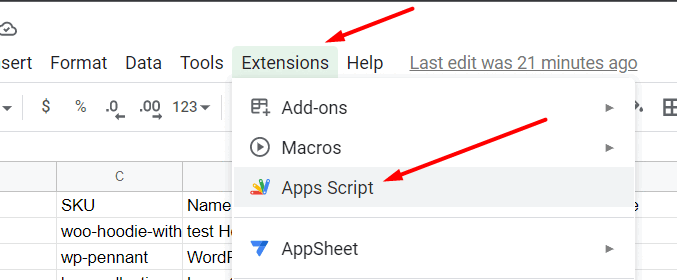 sert Format Data Tools Extensions Help Last edit was 21 minutes ago
$ % .0 .00 123
Add-ons
Macros
Apps Script
AppSheet
C
SKU Name e
woo-hoodie-with test H
wp-pennant WordP